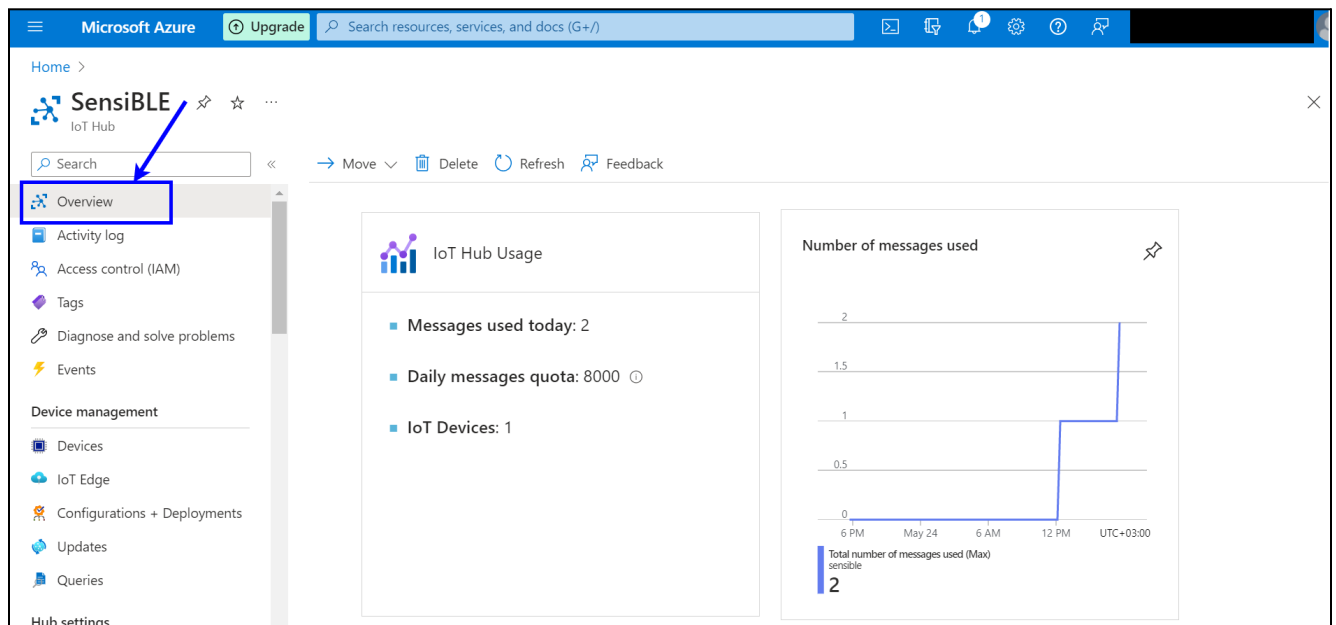 Microsoft Azure
Upgrade
Search resources, services, and docs (G+/)
1
Home >
SensiBLE
IoT Hub
Search
Move
Delete
Refresh
Feedback
Overview
Activity log
Access control (IAM)
Tags
Diagnose and solve problems
Events
Device management
Devices
IoT Edge
Configurations + Deployments
Updates
Queries
Hub settings
IoT Hub Usage
Messages used today: 2
Daily messages quota: 8000
IoT Devices: 1
Number of messages used
2
1.5
1
0.5
0
6 PM May 24 6 AM 12 PM UTC+03:00
Total number of messages used (Max)
sensible
2